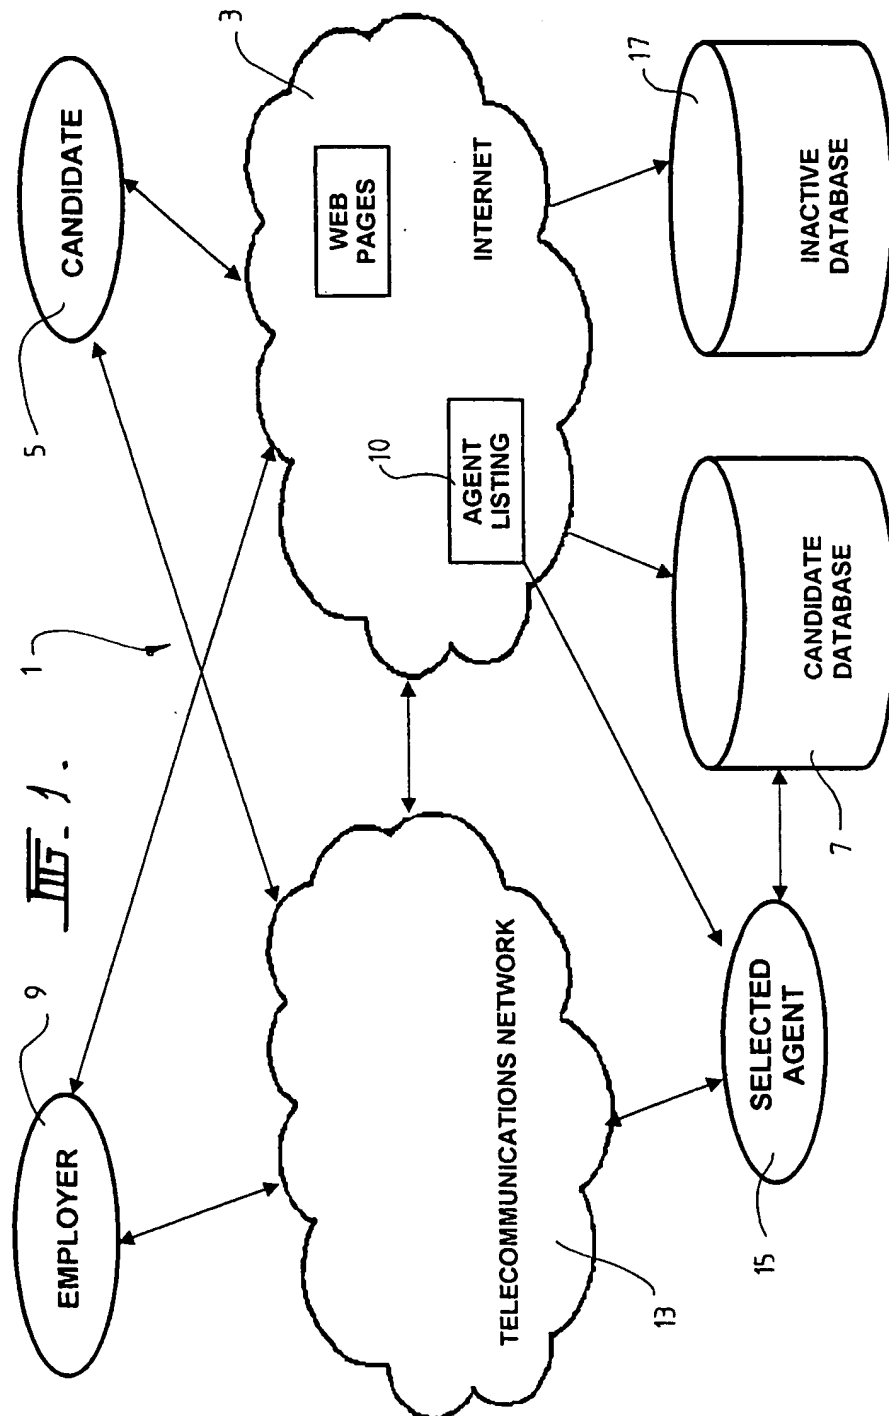 FIG. 1.
1
9
EMPLOYER
5
CANDIDATE
3
WEB
PAGES
INTERNET
10
AGENT
LISTING
TELECOMMUNICATIONS NETWORK
13
15
SELECTED
AGENT
7
CANDIDATE
DATABASE
17
INACTIVE
DATABASE